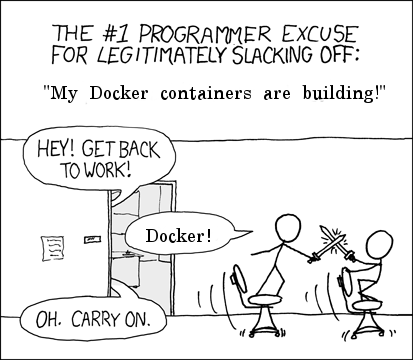 THE #1 PROGRAMMER EXCUSE
FOR LEGITIMATELY SLACKING OFF:
"My Docker containers are building!"
HEY! GET BACK
TO WORK!
Docker!
OH. CARRY ON.